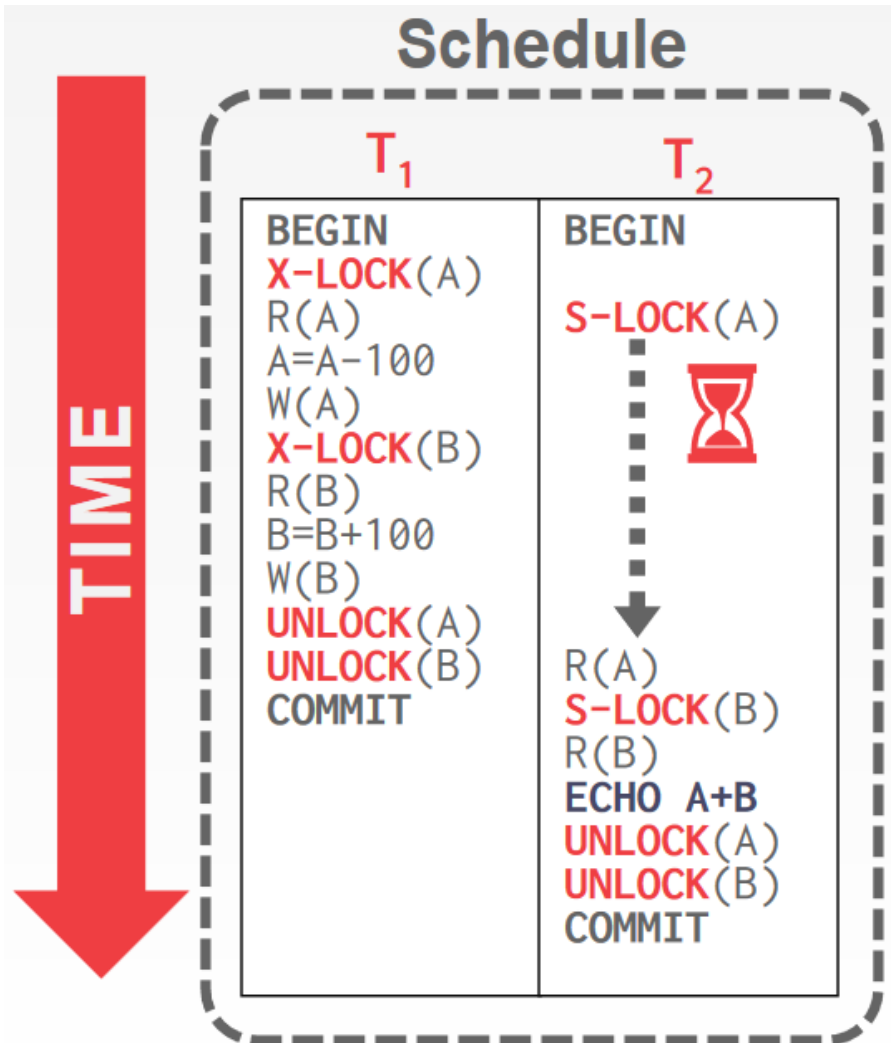 Schedule
TIME
T1 T2
BEGIN BEGIN
X-LOCK(A)
R(A) S-LOCK(A)
A=A-100
W(A)
X-LOCK(B)
R(B)
B=B+100
W(B)
UNLOCK(A)
UNLOCK(B) R(A)
COMMIT S-LOCK(B)
R(B)
ECHO A+B
UNLOCK(A)
UNLOCK(B)
COMMIT